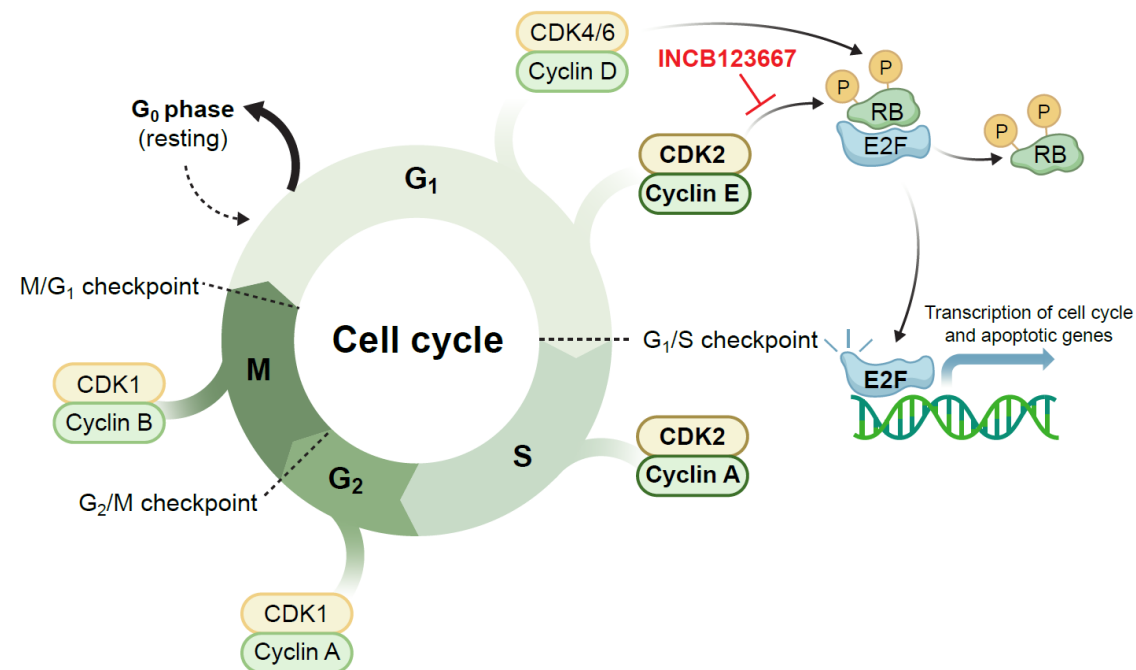 CDK4/6
Cyclin D
INCB123667
P
P
RB
E2F
P
P
RB
G₀ phase
(resting)
G₁
CDK2
Cyclin E
M/G₁ checkpoint
Cell cycle
G₁/S checkpoint
Transcription of cell cycle
and apoptotic genes
E2F
M
CDK1
Cyclin B
S
CDK2
Cyclin A
G₂
G₂/M checkpoint
CDK1
Cyclin A